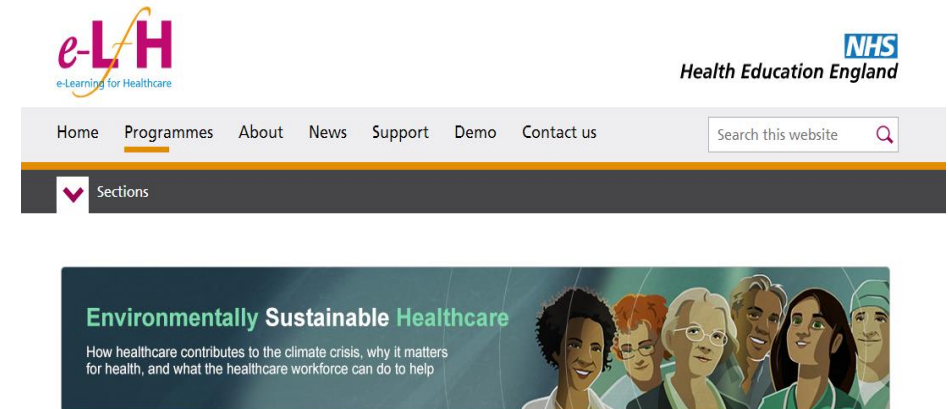 e-LfH
e-Learning for Healthcare
NHS
Health Education England
Home Programmes About News Support Demo Contact us
Search this website
Sections
Environmentally Sustainable Healthcare
How healthcare contributes to the climate crisis, why it matters
for health, and what the healthcare workforce can do to help